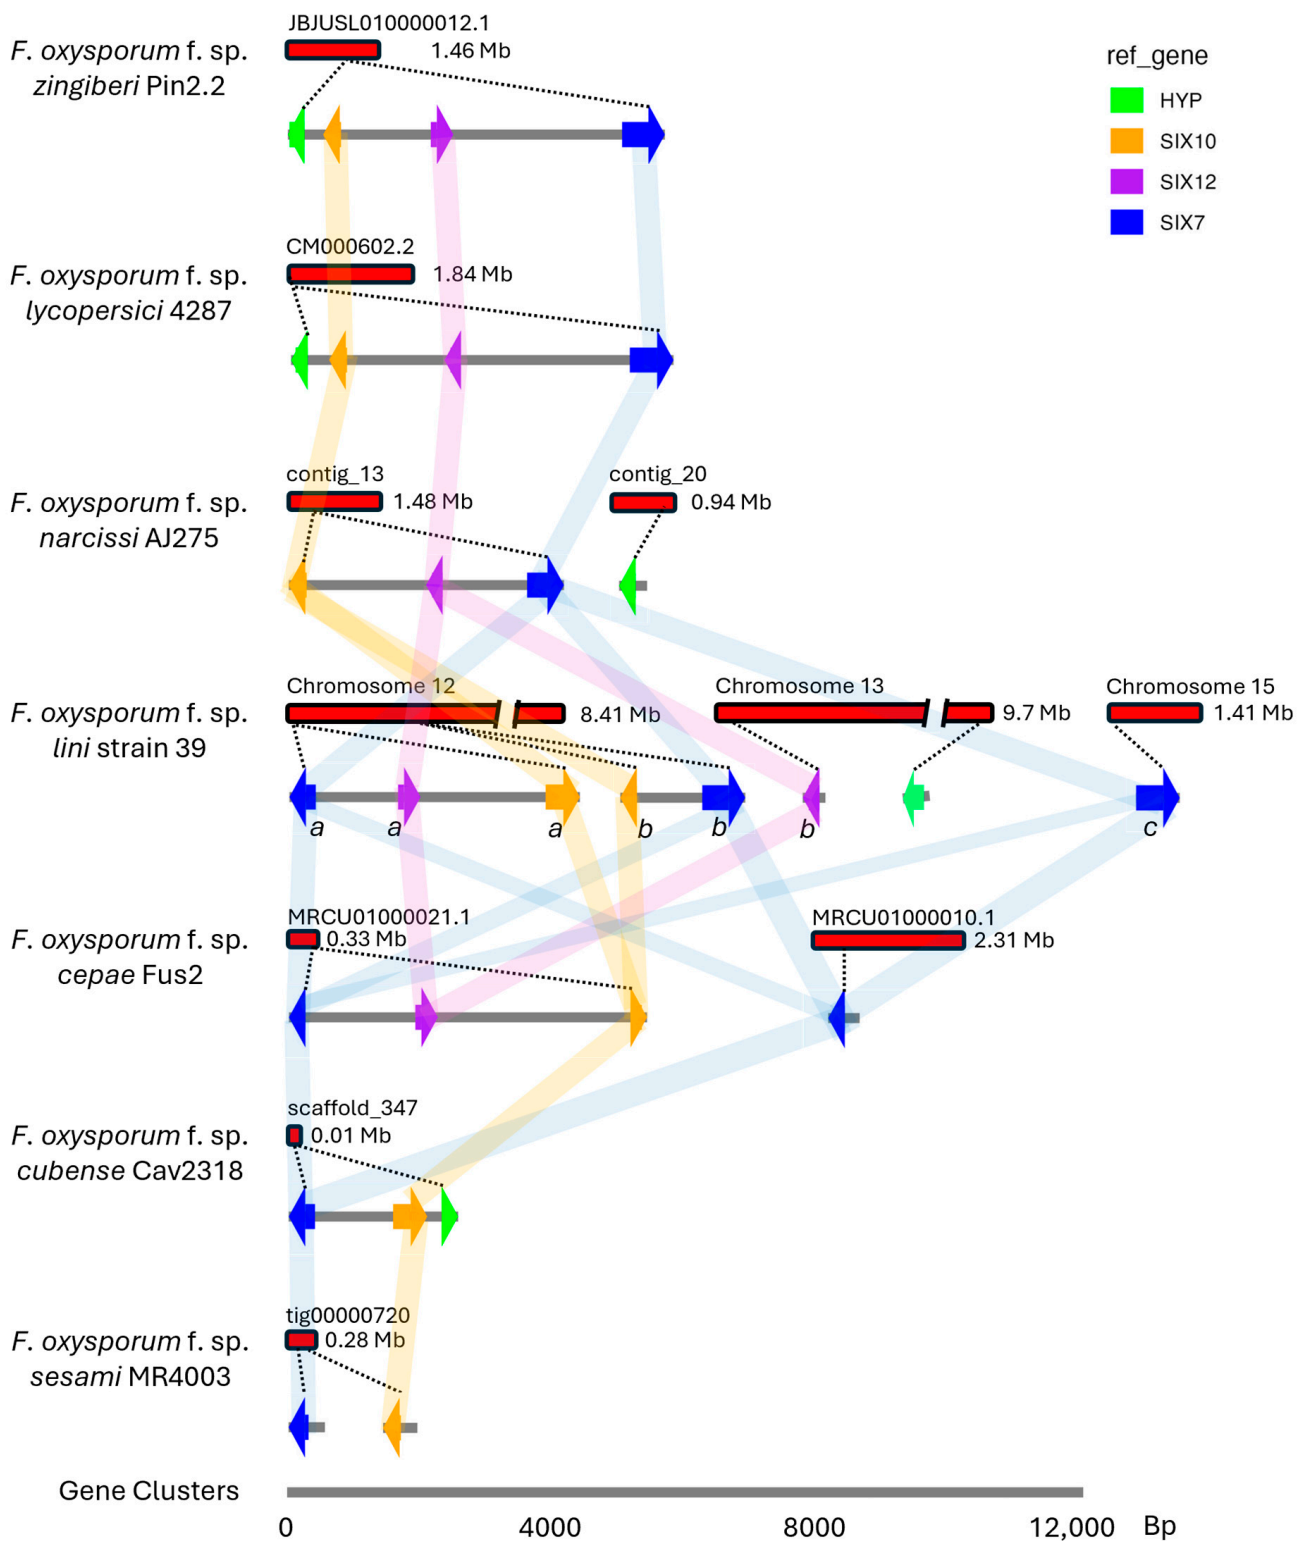 JBJUSL010000012.1
F. oxysporum f. sp.
zingiberi Pin2.2
1.46 Mb
ref_gene
HYP
SIX10
SIX12
SIX7
CM000602.2
F. oxysporum f. sp.
lycopersici 4287
1.84 Mb
contig_13
contig_20
F. oxysporum f. sp.
narcissi AJ275
1.48 Mb
0.94 Mb
Chromosome 12
Chromosome 13
Chromosome 15
F. oxysporum f. sp.
lini strain 39
8.41 Mb
9.7 Mb
1.41 Mb
a
a
a
b
b
b
c
MRCU01000021.1
MRCU01000010.1
F. oxysporum f. sp.
cepae Fus2
0.33 Mb
2.31 Mb
scaffold_347
F. oxysporum f. sp.
cubense Cav2318
0.01 Mb
tig00000720
F. oxysporum f. sp.
sesami MR4003
0.28 Mb
Gene Clusters
0
4000
8000
12,000
Bp